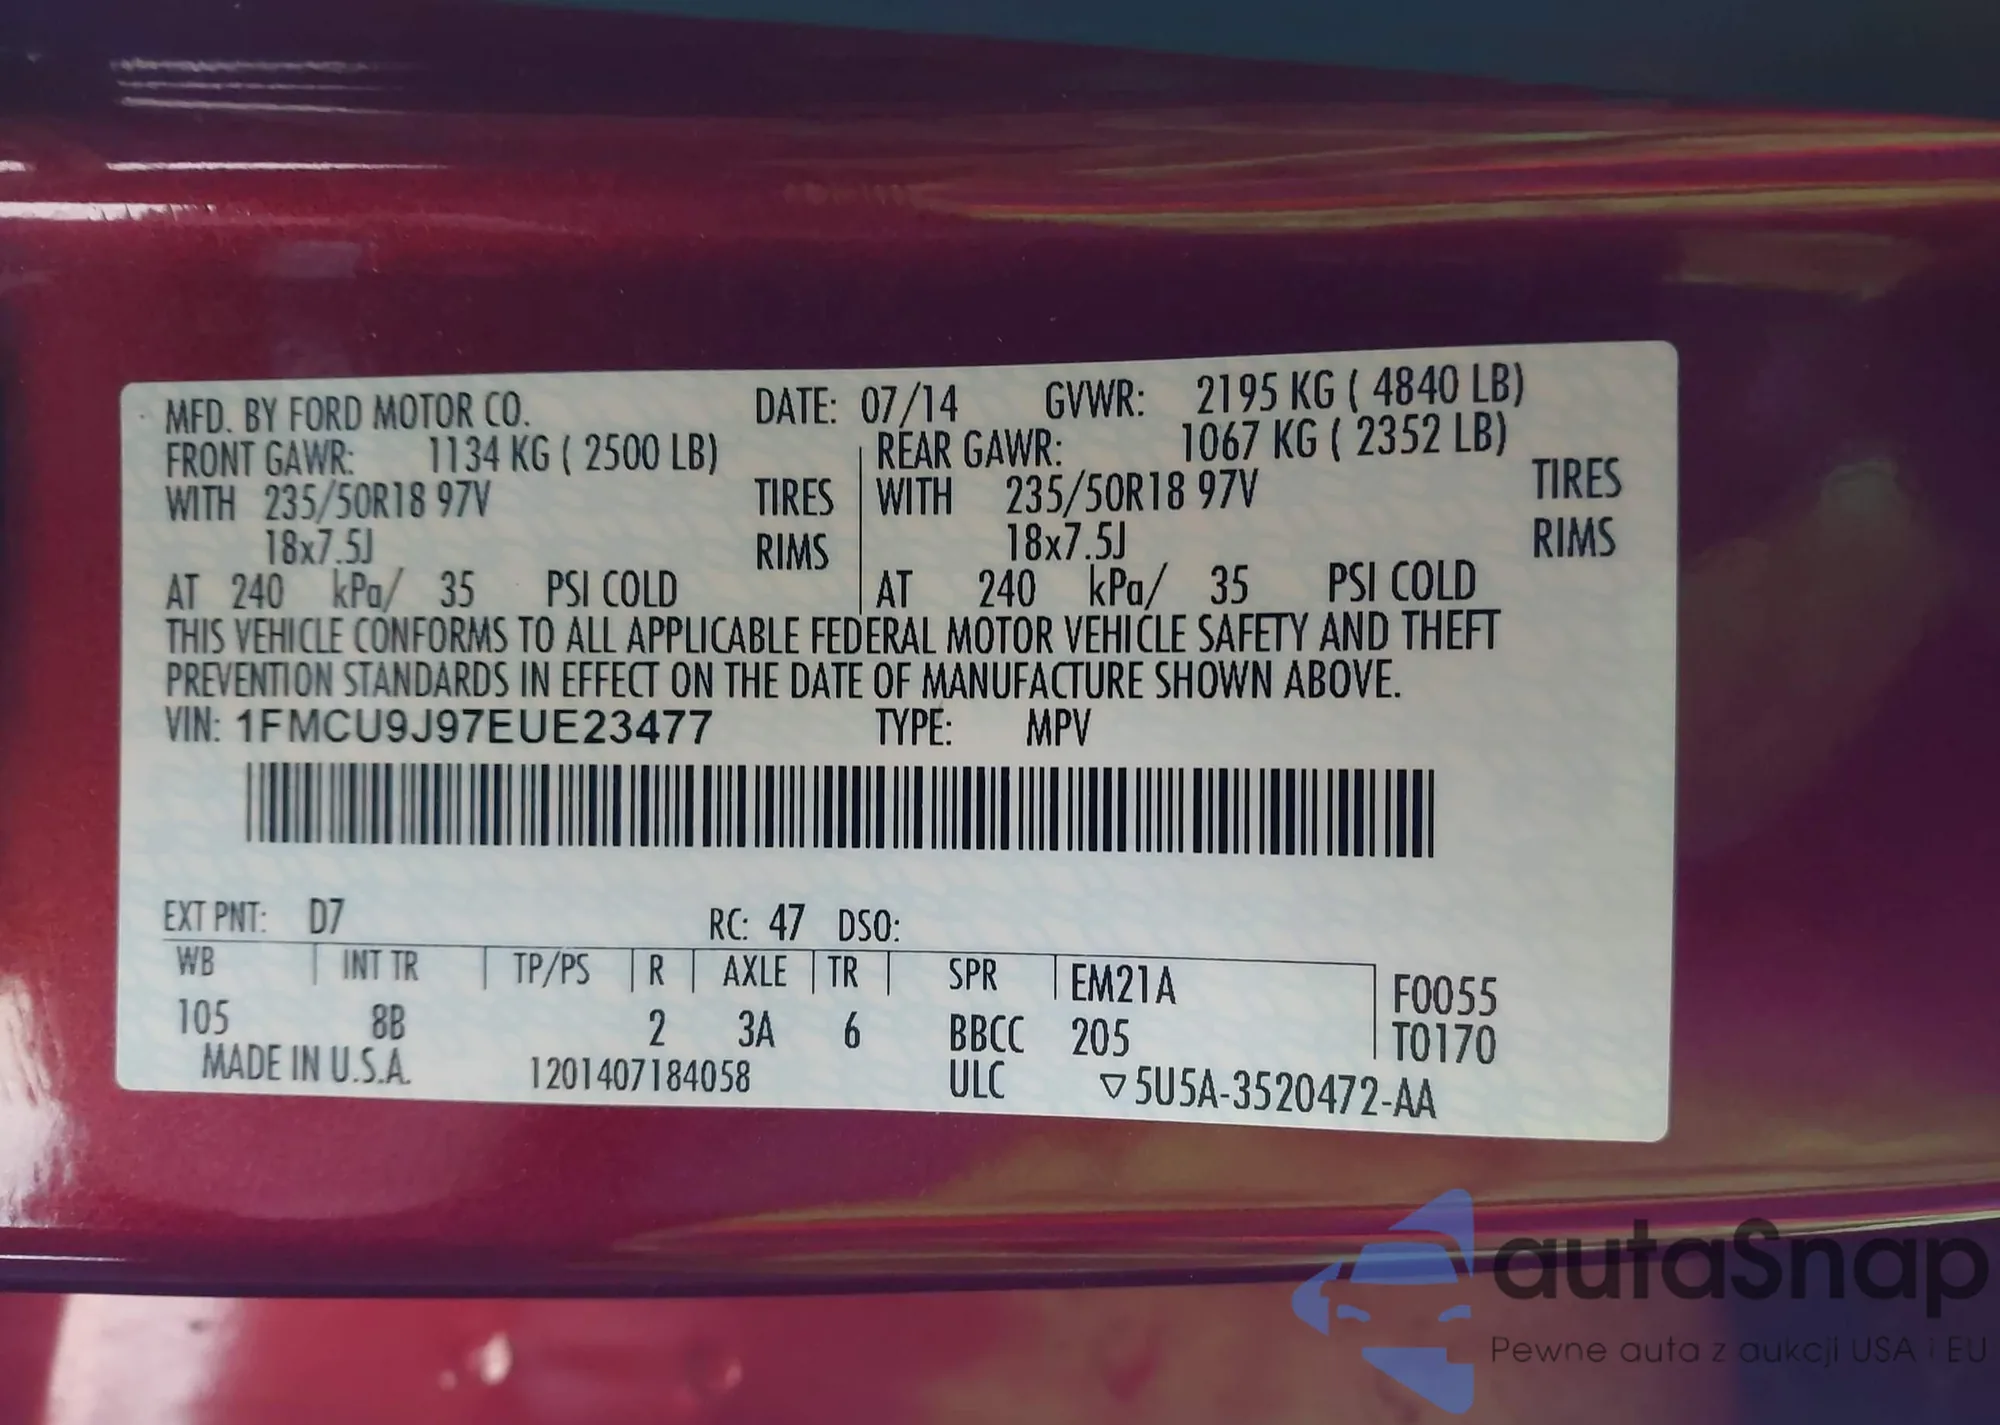 MFD. BY FORD MOTOR CO. DATE: 07/14 GVWR: 2195 KG ( 4840 LB)
FRONT GAWR: 1134 KG ( 2500 LB) REAR GAWR: 1067 KG ( 2352 LB)
WITH 235/50R18 97V TIRES WITH 235/50R18 97V TIRES
18x7.5J RIMS 18x7.5J RIMS
AT 240 kPa/ 35 PSI COLD AT 240 kPa/ 35 PSI COLD
THIS VEHICLE CONFORMS TO ALL APPLICABLE FEDERAL MOTOR VEHICLE SAFETY AND THEFT
PREVENTION STANDARDS IN EFFECT ON THE DATE OF MANUFACTURE SHOWN ABOVE.
VIN: 1FMCU9J97EUE23477 TYPE: MPV
EXT PNT: D7 RC: 47 DSO:
WB INT TR TP/PS R AXLE TR SPR EM21A F0055
105 8B 2 3A 6 BBCC 205 T0170
MADE IN U.S.A. 1201407184058 ULC ▽5U5A-3520472-AA
autaSnap
Pewne auta z aukcji USA i EU